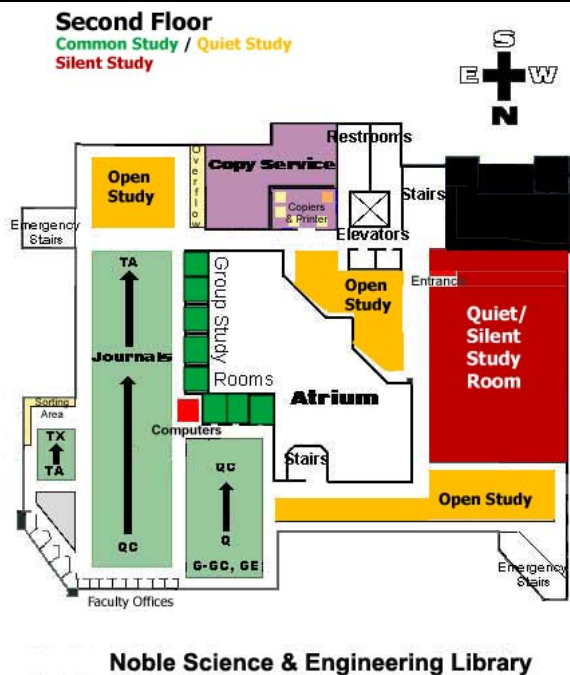 Second Floor
Common Study / Quiet Study
Silent Study
S
E W
N
Restrooms
Overflow
Copy Service
Open
Study
Stairs
Copiers
& Printer
Emergency
Stairs
Elevators
TA
Group Study
Rooms
Open
Study
Entrance
Quiet/
Silent
Study
Room
Journals
Atrium
Sorting
Area
Computers
TX
TA
Stairs
QC
Q
G-GC, GE
Open Study
QC
Emergency
Stairs
Faculty Offices
Noble Science & Engineering Library